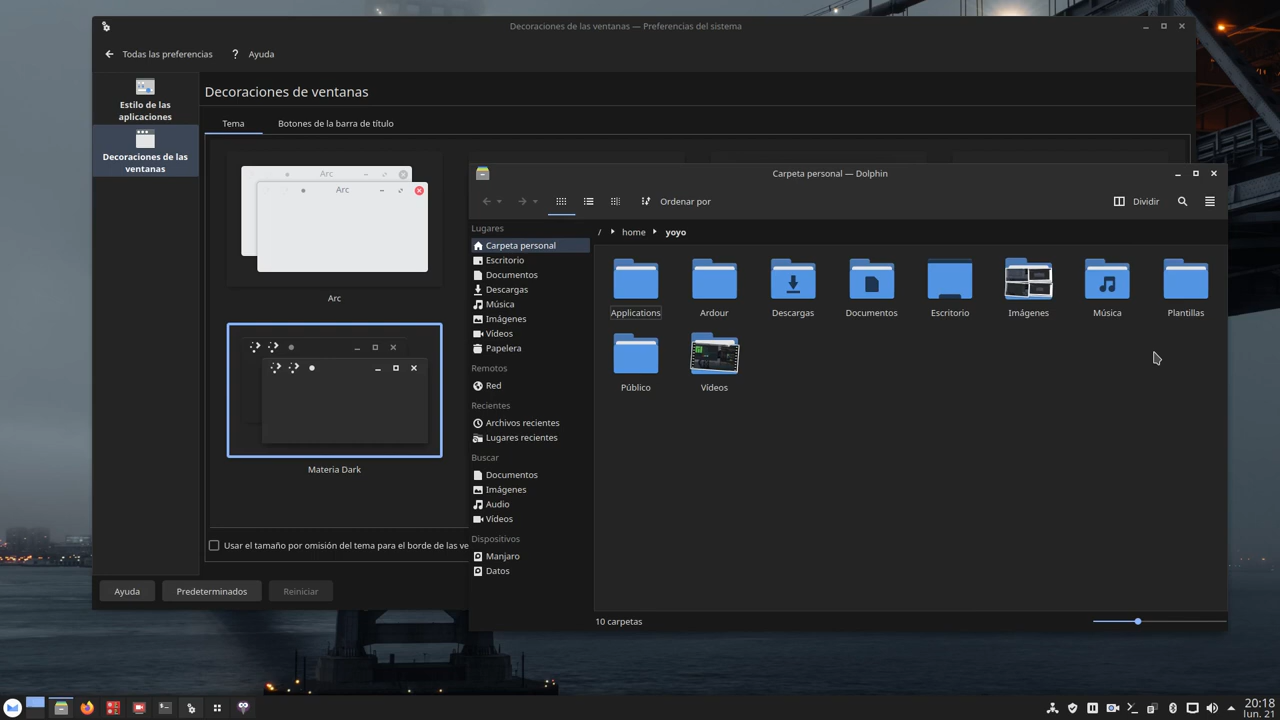 Decoraciones de las ventanas — Preferencias del sistema
Todas las preferencias
? Ayuda
Estilo de las
aplicaciones
Decoraciones de las
ventanas
Decoraciones de ventanas
Tema
Botones de la barra de título
Arc
Arc
Arc
Materia Dark
Usar el tamaño por omisión del tema para el borde de las ve
Ayuda
Predeterminados
Reiniciar
Carpeta personal — Dolphin
Ordenar por
Dividir
Lugares
Carpeta personal
Escritorio
Documentos
Descargas
Música
Imágenes
Vídeos
Papelera
Remotos
Red
Recientes
Archivos recientes
Lugares recientes
Buscar
Documentos
Imágenes
Audio
Vídeos
Dispositivos
Manjaro
Datos
/ home yoyo
Applications
Ardour
Descargas
Documentos
Escritorio
Imágenes
Música
Plantillas
Público
Vídeos
10 carpetas
20:18
lun. 21